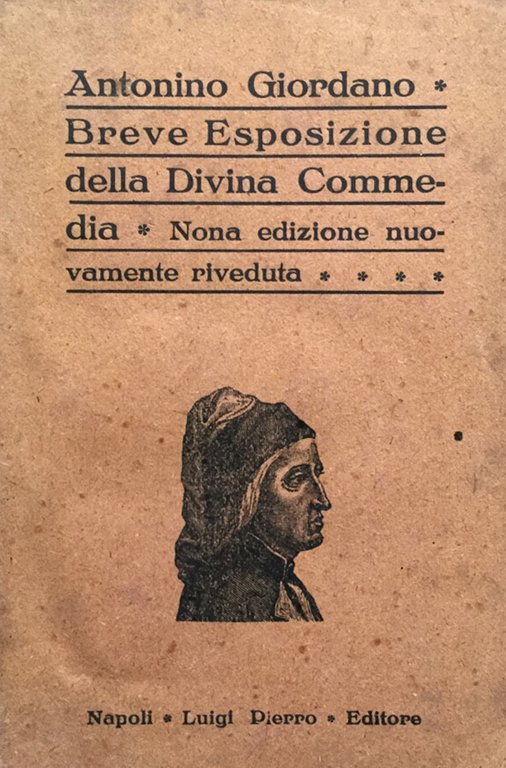 Antonino Giordano *
Breve Esposizione
della Divina Comme-
dia * Nona edizione nuo-
vamente riveduta * * * *
Napoli * Luigi Pierro * Editore